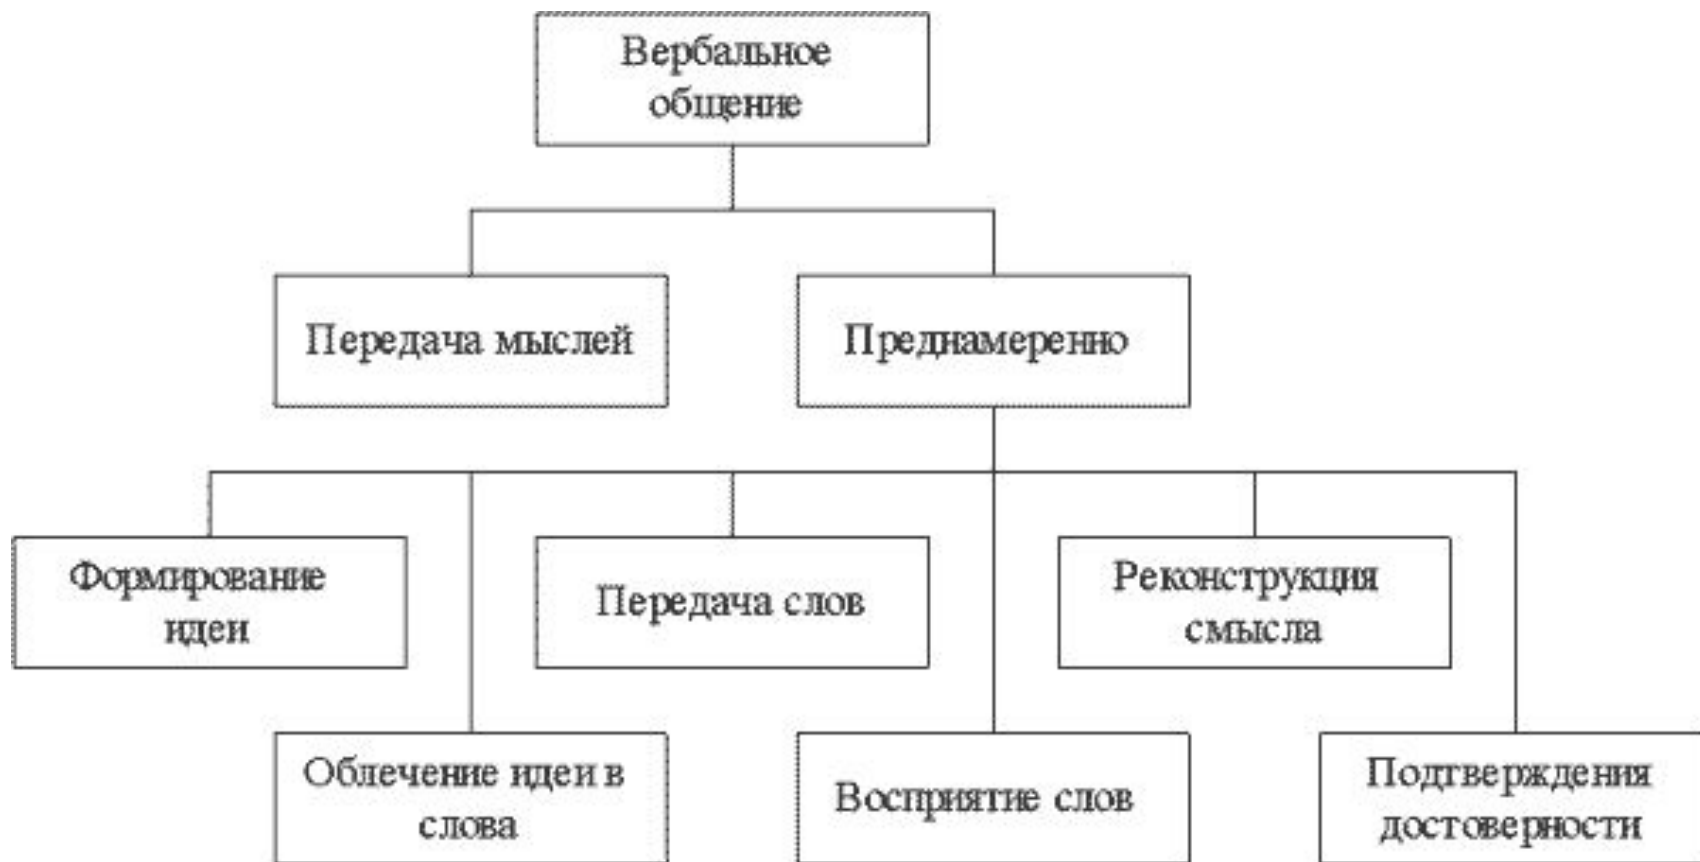 Вербальное
общение
Передача мыслей
Преднамеренно
Формирование
идеи
Передача слов
Реконструкция
смысла
Облечение идеи в
слова
Восприятие слов
Подтверждения
достоверности